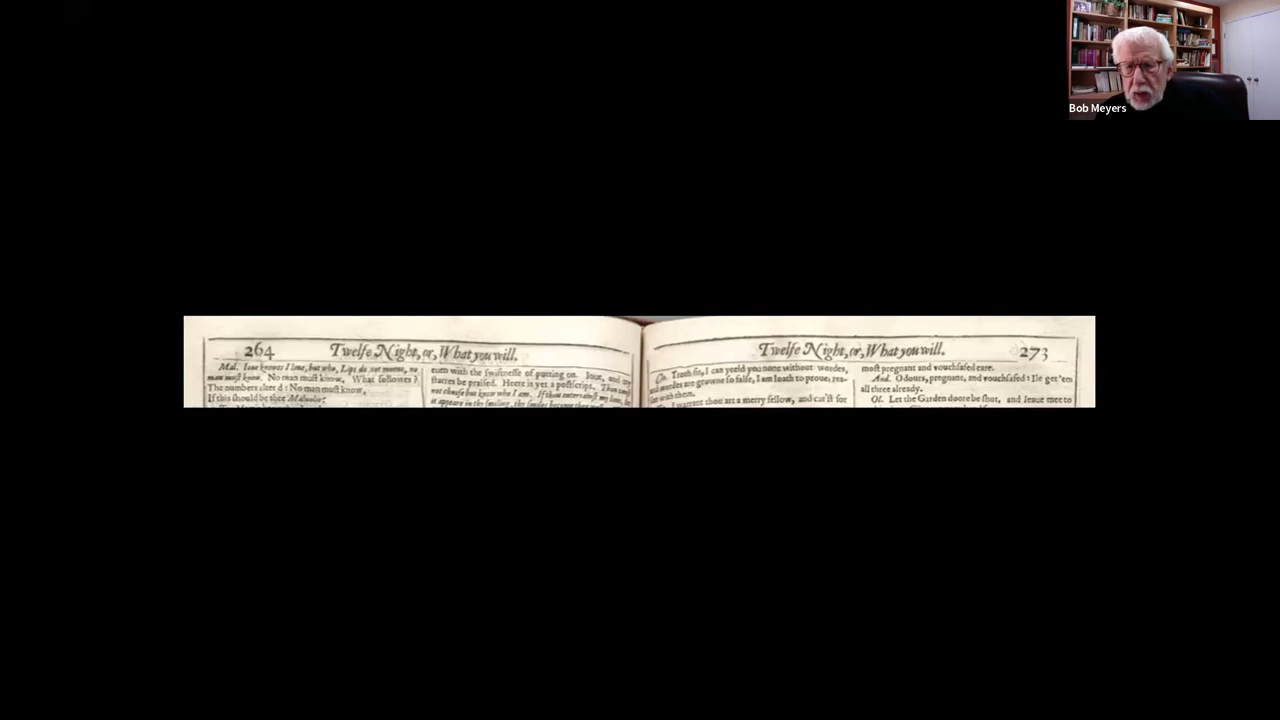 Bob Meyers
264 Twelfe Night, or, What you will.
Mal. Ioue knowes I loue, but who, Lips do not mooue, no
man must know. No man must know. What followes?
The numbers alter'd: No man must know,
If this should be thee Maluolio?
euen with the swiftnesse of putting on. Ioue, and my
starres be praised. Heere is yet a postscript. Thou canst
not choose but know who I am. If thou entertainst my loue, let
it appeare in thy smiling, thy smiles become thee well
Twelfe Night, or, What you will. 273
Clo. Troth sir, I can yeeld you none without wordes,
and wordes are growne so false, I am loath to proue, rea-
son with them.
I warrant thou art a merry fellow, and car'st for
most pregnant and vouchsafed eare.
And. Odours, pregnant, and vouchsafed: Ile get 'em
all three already.
Ol. Let the Garden doore be shut, and leaue mee to